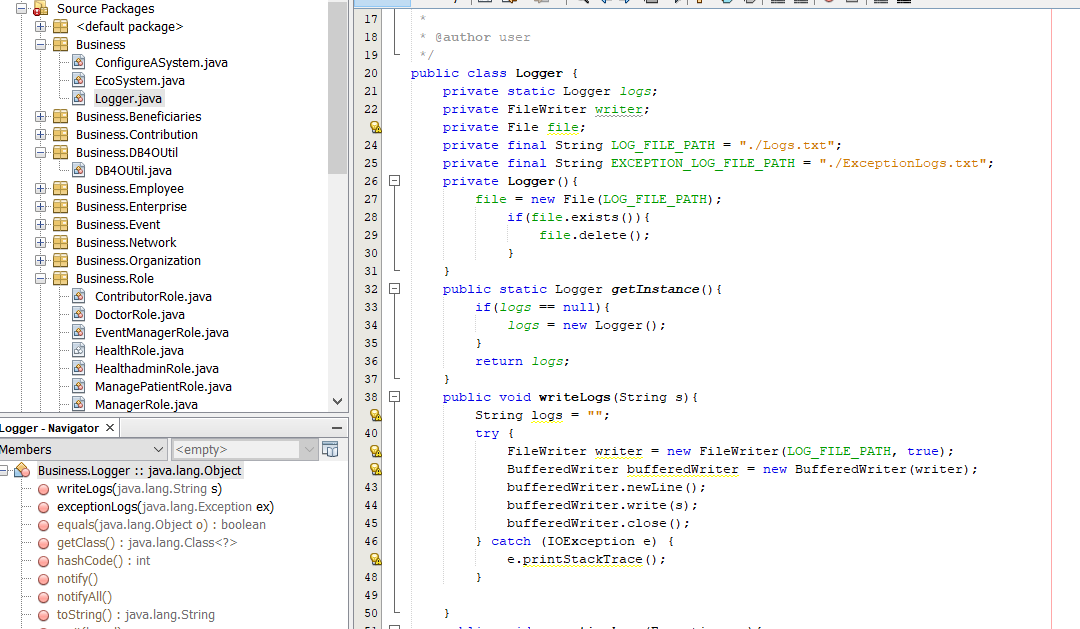 Source Packages
<default package>
Business
ConfigureASystem.java
EcoSystem.java
Logger.java
Business.Beneficiaries
Business.Contribution
Business.DB4OUtil
DB4OUtil.java
Business.Employee
Business.Enterprise
Business.Event
Business.Network
Business.Organization
Business.Role
ContributorRole.java
DoctorRole.java
EventManagerRole.java
HealthRole.java
HealthadminRole.java
ManagePatientRole.java
ManagerRole.java
Logger - Navigator
Members
<empty>
Business.Logger :: java.lang.Object
writeLogs(java.lang.String s)
exceptionLogs(java.lang.Exception ex)
equals(java.lang.Object o) : boolean
getClass() : java.lang.Class<?>
hashCode() : int
notify()
notifyAll()
toString() : java.lang.String
17 *
18 * @author user
19 */
20 public class Logger {
21 private static Logger logs;
22 private FileWriter writer;
private File file;
24 private final String LOG_FILE_PATH = "./Logs.txt";
25 private final String EXCEPTION_LOG_FILE_PATH = "./ExceptionLogs.txt";
26 private Logger(){
27 file = new File(LOG_FILE_PATH);
28 if(file.exists()){
29 file.delete();
30 }
31 }
32 public static Logger getInstance(){
33 if(logs == null){
34 logs = new Logger();
35 }
36 return logs;
37 }
38 public void writeLogs(String s){
String logs = "";
40 try {
FileWriter writer = new FileWriter(LOG_FILE_PATH, true);
BufferedWriter bufferedWriter = new BufferedWriter(writer);
43 bufferedWriter.newLine();
44 bufferedWriter.write(s);
45 bufferedWriter.close();
46 } catch (IOException e) {
e.printStackTrace();
48 }
49
50 }